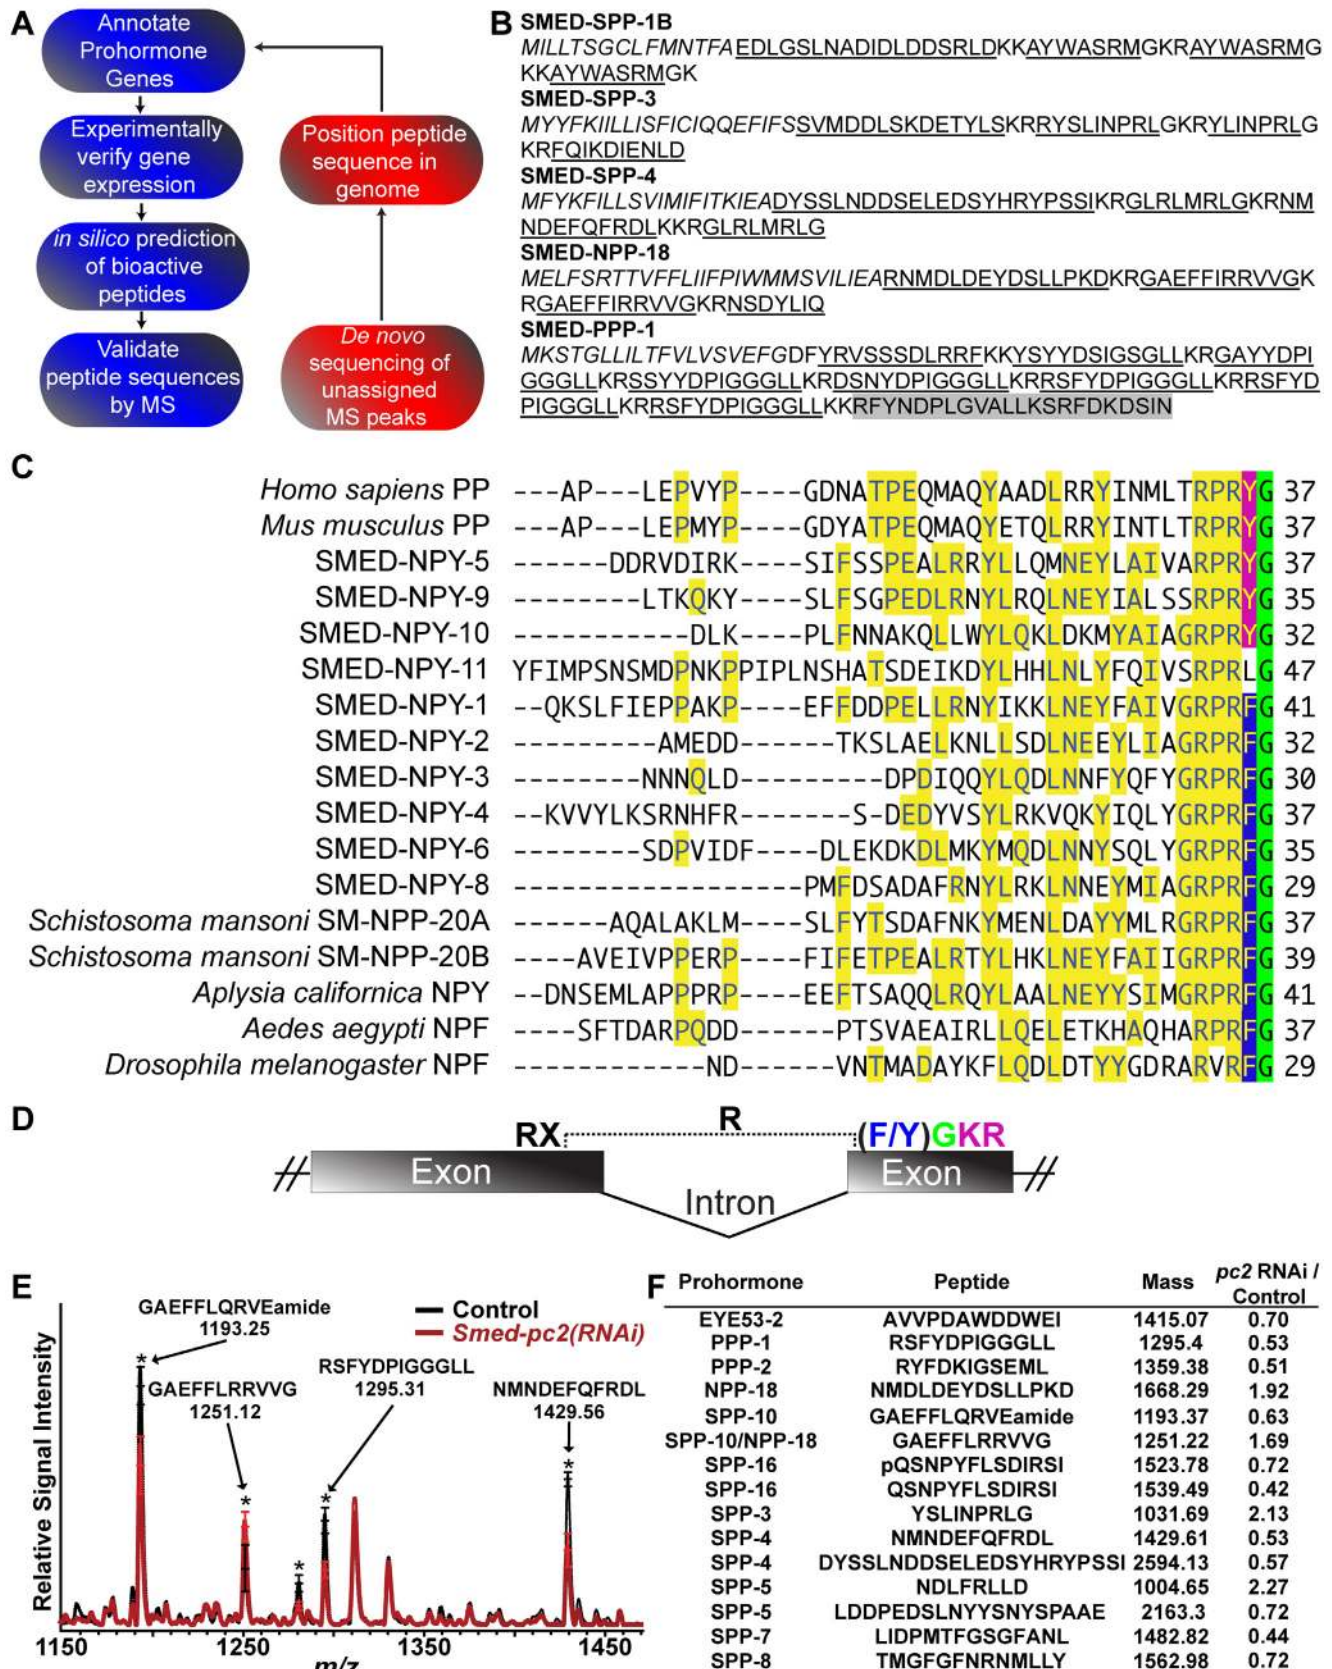 A
Annotate
Prohormone
Genes
Experimentally
verify gene
expression
in silico prediction
of bioactive
peptides
Validate
peptide sequences
by MS
Position peptide
sequence in
genome
De novo
sequencing of
unassigned
MS peaks
B
SMED-SPP-1B
MILLTSGCLFMNTFAEDLGSLNADIDLDDSRLDKKAYWASRMGKRAYWASRMG
KKAYWASRMGK
SMED-SPP-3
MYYFKIILLISFICIQQEFIFSSVMDDLSKDETYLSKRRYSLINPRLGKRYLINPRLG
KRFQIKDIENLD
SMED-SPP-4
MFYKFILLSVIMIFITKIEADYSSLNDDSELEDSYHRYPSSIKRGLRLMRLGKRNM
NDEFQFRDLKKRGLRLMRLG
SMED-NPP-18
MELFSRTTVFFLIIFPIWMMSVILIEARNMDLDEYDSLLPKDKRGAEFFIRRVVGK
RGAEFFIRRVVGKRNSDYLIQ
SMED-PPP-1
MKSTGLLILTFVLVSVEFGDFYRVSSSDLRRFKKYSYYDSIGSGLLKRGAYYDPI
GGGLLKRSSYYDPIGGGLLKRDSNYDPIGGGLLKRRSFYDPIGGGLLKRRSFYD
PIGGGLLKRRSFYDPIGGGLLKKRFYNDPLGVALLKSRFDKDSIN
C
Homo sapiens PP ---AP---LEPVYP----GDNATPEQMAQYAADLRRYINMLTRPRYG 37
Mus musculus PP ---AP---LEPMYP----GDYATPEQMAQYETQLRRYINTLTRPRYG 37
SMED-NPY-5 ------DDRVDIRK----SIFSSPEALRRYLLQMNEYLAIVARPRYG 37
SMED-NPY-9 --------LTKQKY----SLFSGPEDLRNYLRQLNEYIALSSRPRYG 35
SMED-NPY-10 -----------DLK----PLFNNAKQLLWYLQKLDKMYAIAGRPRYG 32
SMED-NPY-11 YFIMPSNSMDPNKPPIPLNSHATSDEIKDYLHHLNLYFQIVSRPRLG 47
SMED-NPY-1 --QKSLFIEPPAKP----EFFDDPELLRNYIKKLNEYFAIVGRPRFG 41
SMED-NPY-2 ---------AMEDD------TKSLAELKNLLSDLNEEYLIAGRPRFG 32
SMED-NPY-3 --------NNNQLD---------DPDIQQYLQDLNNFYQFYGRPRFG 30
SMED-NPY-4 --KVVYLKSRNHFR-------S-DEDYVSYLRKVQKYIQLYGRPRFG 37
SMED-NPY-6 --------SDPVIDF----DLEKDKDLMKYMQDLNNYSQLYGRPRFG 35
SMED-NPY-8 ------------------PMFDSADAFRNYLRKLNNEYMIAGRPRFG 29
Schistosoma mansoni SM-NPP-20A ------AQALAKLM----SLFYTSDAFNKYMENLDAYYMLRGRPRFG 37
Schistosoma mansoni SM-NPP-20B ----AVEIVPPERP----FIFETPEALRTYLHKLNEYFAIIGRPRFG 39
Aplysia californica NPY --DNSEMLAPPPRP----EEFTSAQQLRQYLAALNEYYSIMGRPRFG 41
Aedes aegypti NPF ----SFTDARPQDD------PTSVAEAIRLLQELETKHAQHARPRFG 37
Drosophila melanogaster NPF ------------ND------VNTMADAYKFLQDLDTYYGDRARVRFG 29
D
RX R (F/Y)GKR
Exon Exon
Intron
E
Relative Signal Intensity
GAEFFLQRVEamide
1193.25
*
GAEFFLRRVVG
1251.12
*
*
RSFYDPIGGGLL
1295.31
*
NMNDEFQFRDL
1429.56
*
Control
Smed-pc2(RNAi)
1150 1250 1350 1450
m/z
F
Prohormone Peptide Mass pc2 RNAi / Control
EYE53-2 AVVPDAWDDWEI 1415.07 0.70
PPP-1 RSFYDPIGGGLL 1295.4 0.53
PPP-2 RYFDKIGSEML 1359.38 0.51
NPP-18 NMDLDEYDSLLPKD 1668.29 1.92
SPP-10 GAEFFLQRVEamide 1193.37 0.63
SPP-10/NPP-18 GAEFFLRRVVG 1251.22 1.69
SPP-16 pQSNPYFLSDIRSI 1523.78 0.72
SPP-16 QSNPYFLSDIRSI 1539.49 0.42
SPP-3 YSLINPRLG 1031.69 2.13
SPP-4 NMNDEFQFRDL 1429.61 0.53
SPP-4 DYSSLNDDSELEDSYHRYPSSI 2594.13 0.57
SPP-5 NDLFRLLD 1004.65 2.27
SPP-5 LDDPEDSLNYYSNYSPAAE 2163.3 0.72
SPP-7 LIDPMTFGSGFANL 1482.82 0.44
SPP-8 TMGFGFNRNMLLY 1562.98 0.72